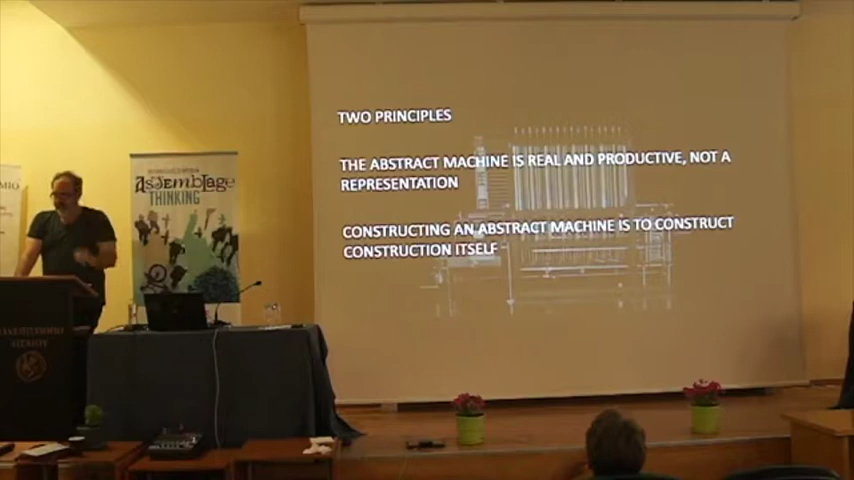 TWO PRINCIPLES
THE ABSTRACT MACHINE IS REAL AND PRODUCTIVE, NOT A
REPRESENTATION
CONSTRUCTING AN ABSTRACT MACHINE IS TO CONSTRUCT
CONSTRUCTION ITSELF
AssembLage
THINKING
ΑΙΓΑΙΟΥ